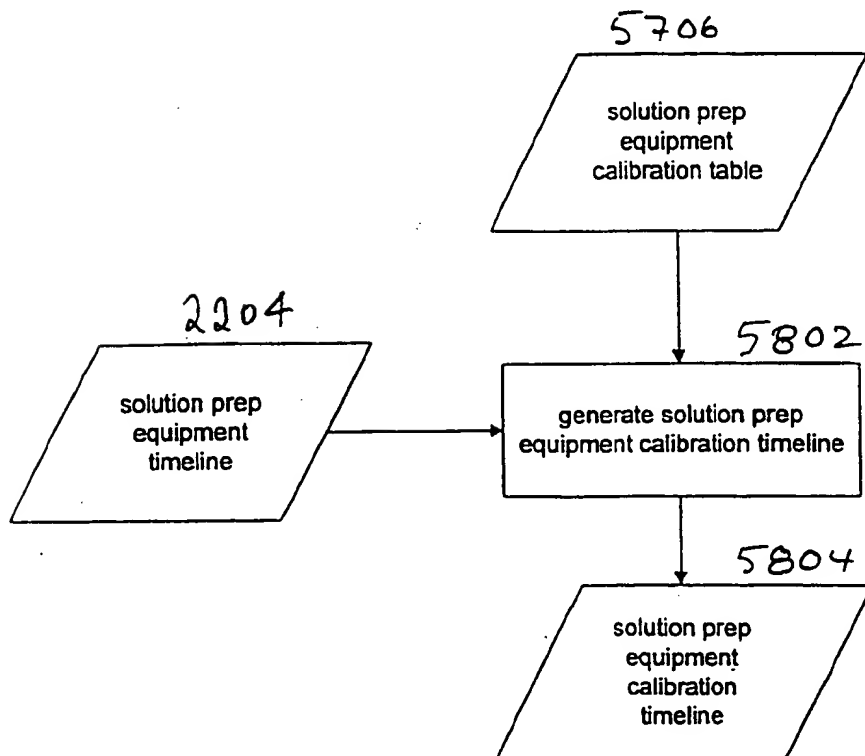 5706
solution prep
equipment
calibration table
2204
solution prep
equipment
timeline
5802
generate solution prep
equipment calibration timeline
5804
solution prep
equipment
calibration
timeline